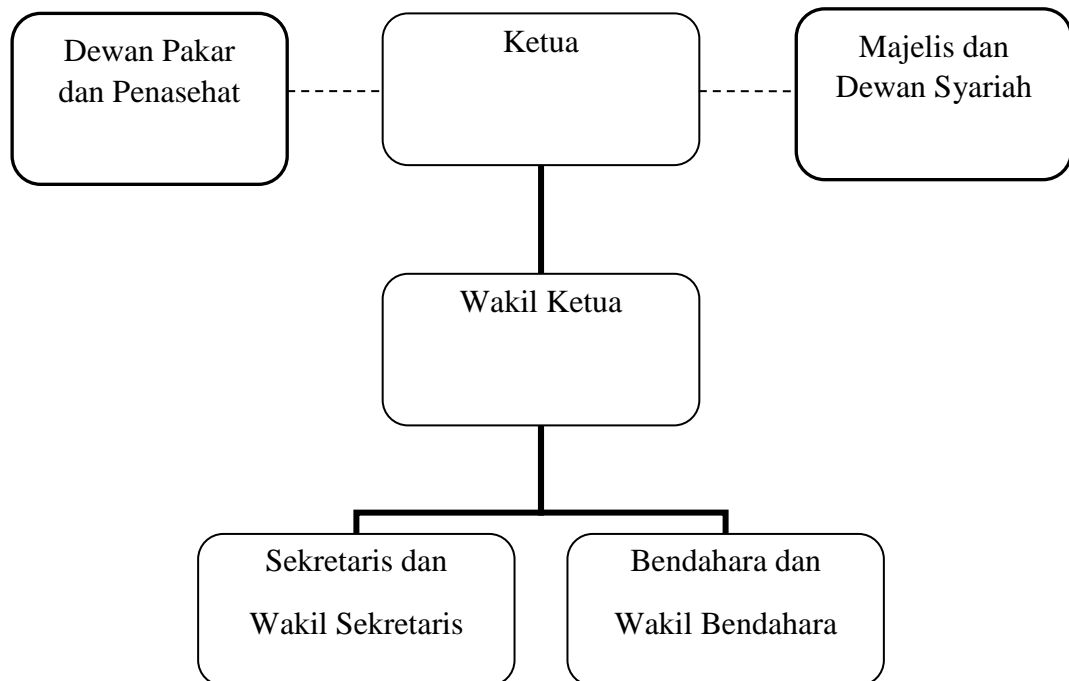 Dewan Pakar
dan Penasehat
Ketua
Majelis dan
Dewan Syariah
Wakil Ketua
Sekretaris dan
Wakil Sekretaris
Bendahara dan
Wakil Bendahara